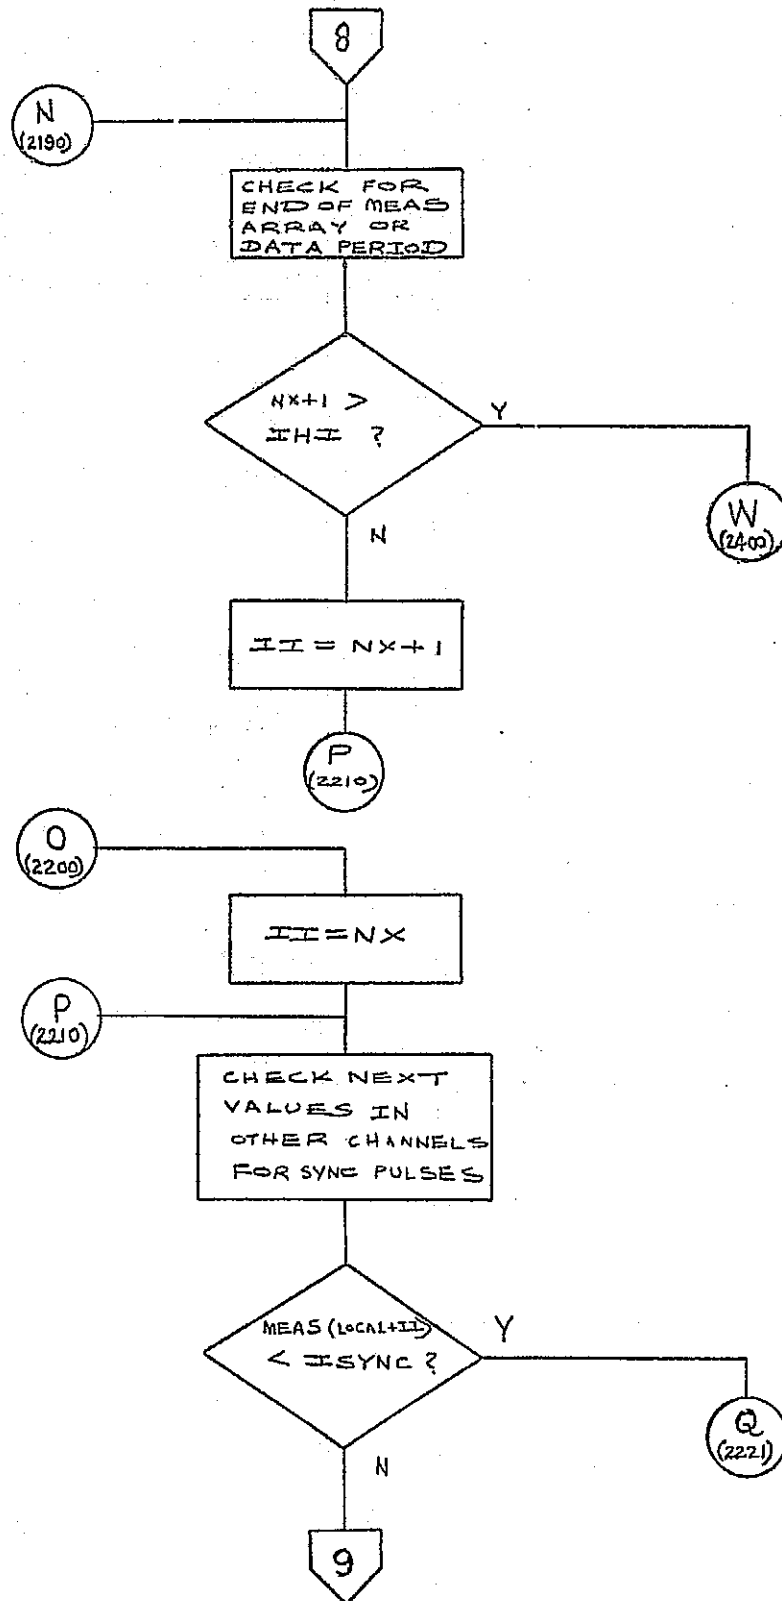 8
N
(2190)
CHECK FOR
END OF MEAS
ARRAY OR
DATA PERIOD
NX+1 >
IHI ?
Y
W
(2400)
N
II = NX+1
P
(2210)
O
(2200)
II=NX
P
(2210)
CHECK NEXT
VALUES IN
OTHER CHANNELS
FOR SYNC PULSES
MEAS(LOCAL+II)
< ISYNC ?
Y
Q
(2221)
N
9